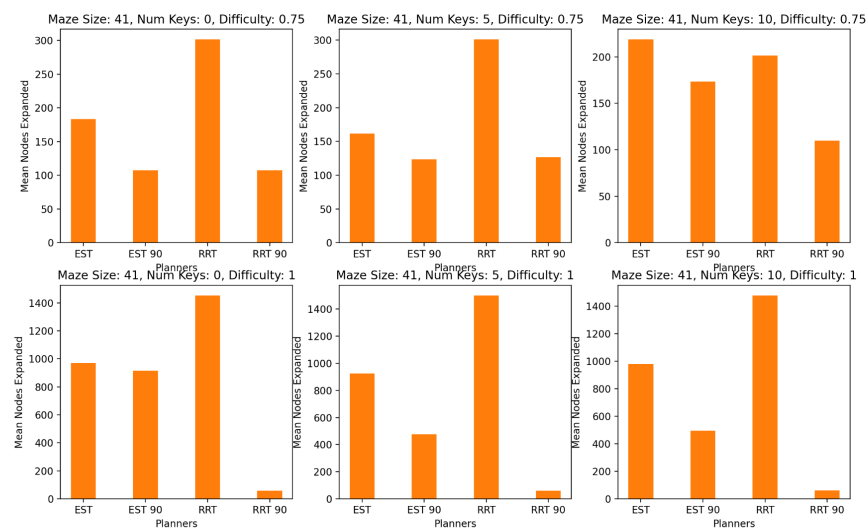 Maze Size: 41, Num Keys: 0, Difficulty: 0.75
Mean Nodes Expanded
300
250
200
150
100
50
0
EST EST 90 RRT RRT 90
Planners
Maze Size: 41, Num Keys: 5, Difficulty: 0.75
Mean Nodes Expanded
300
250
200
150
100
50
0
EST EST 90 RRT RRT 90
Planners
Maze Size: 41, Num Keys: 10, Difficulty: 0.75
Mean Nodes Expanded
200
150
100
50
0
EST EST 90 RRT RRT 90
Planners
Maze Size: 41, Num Keys: 0, Difficulty: 1
Mean Nodes Expanded
1400
1200
1000
800
600
400
200
0
EST EST 90 RRT RRT 90
Planners
Maze Size: 41, Num Keys: 5, Difficulty: 1
Mean Nodes Expanded
1400
1200
1000
800
600
400
200
0
EST EST 90 RRT RRT 90
Planners
Maze Size: 41, Num Keys: 10, Difficulty: 1
Mean Nodes Expanded
1400
1200
1000
800
600
400
200
0
EST EST 90 RRT RRT 90
Planners